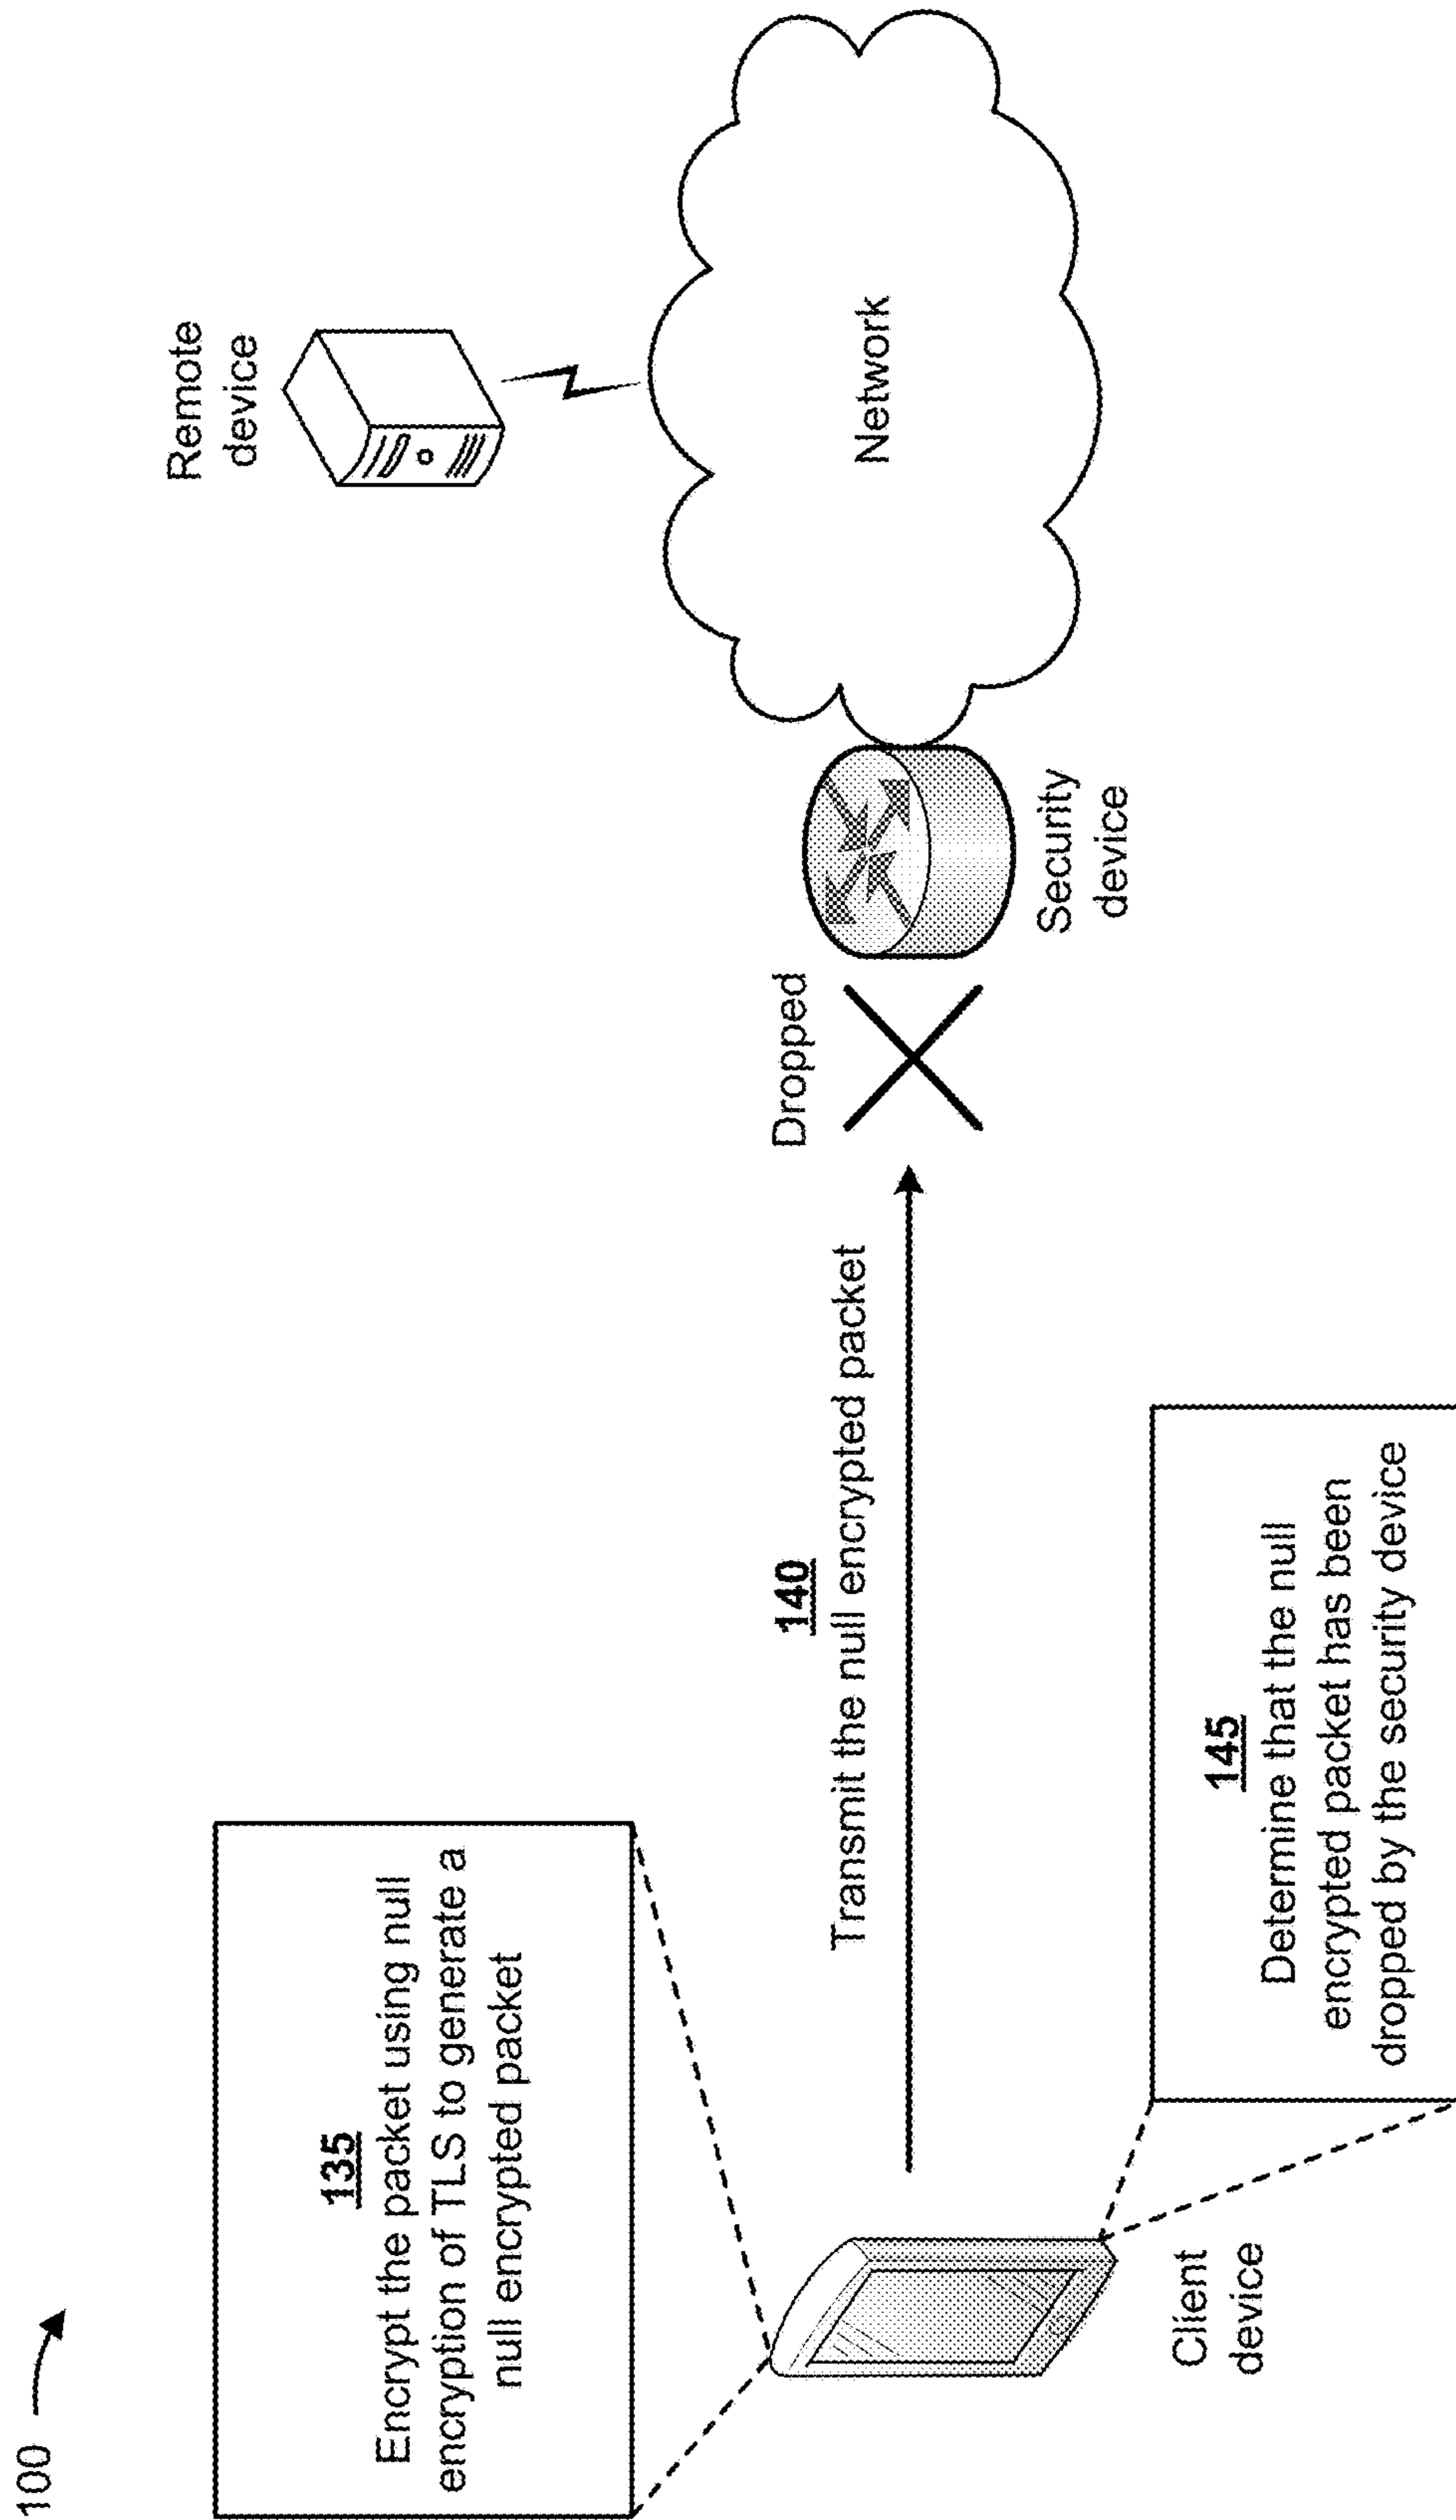 100
135
Encrypt the packet using null
encryption of TLS to generate a
null encrypted packet
Remote
device
140
Transmit the null encrypted packet
Dropped
Network
Security
device
Client
device
145
Determine that the null
encrypted packet has been
dropped by the security device